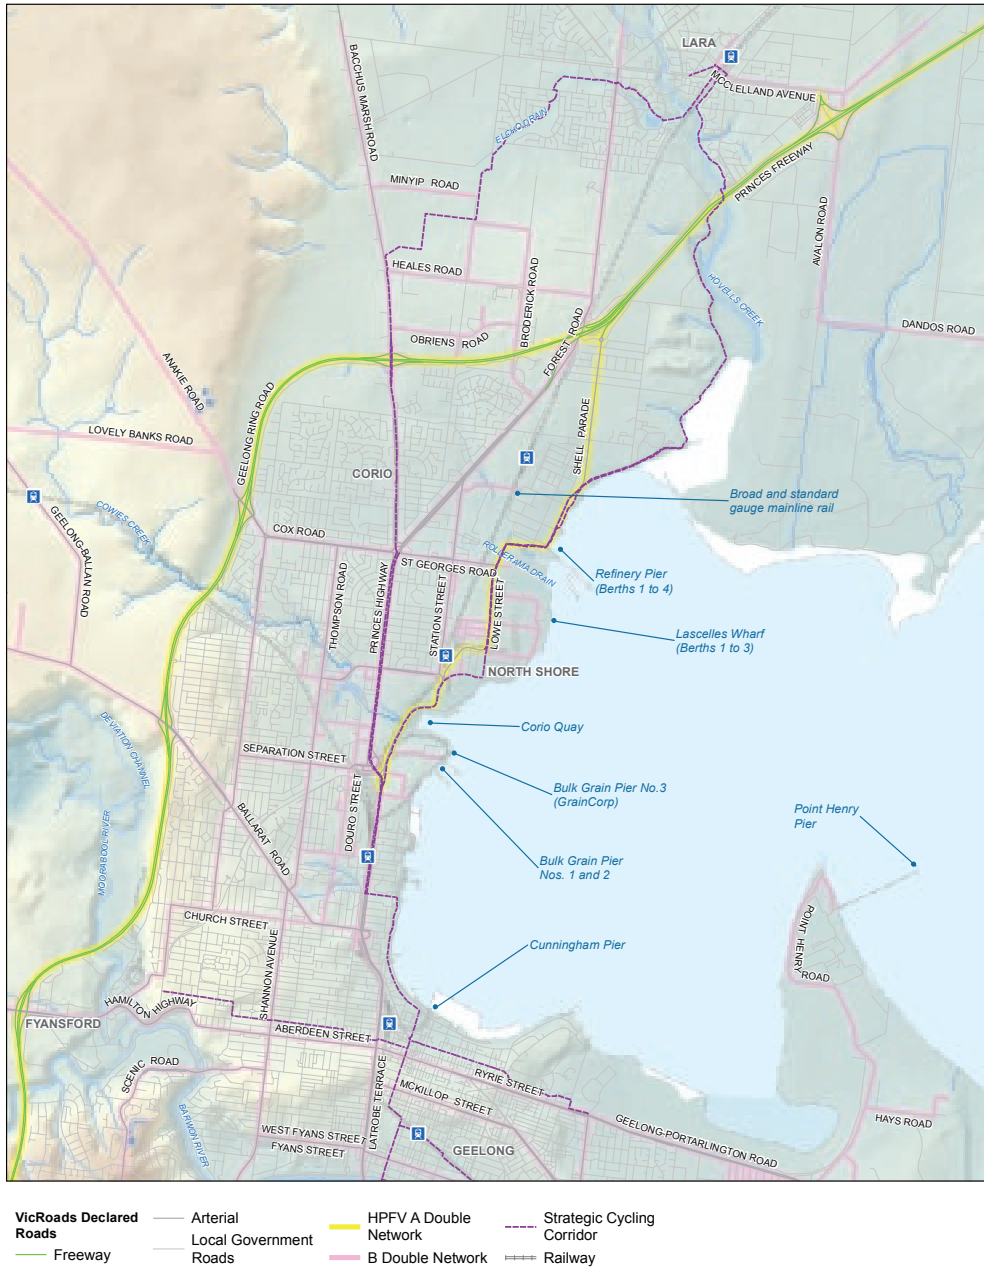 LARA
MCCLELLAND AVENUE
BACCHUS MARSH ROAD
ELCHO DRAIN
PRINCES FREEWAY
MINYIP ROAD
AVALON ROAD
HEALES ROAD
BRODERICK ROAD
HOVELLS CREEK
DANDOS ROAD
OBRIENS ROAD
FOREST ROAD
ANAKIE ROAD
GEELONG RING ROAD
SHELL PARADE
LOVELY BANKS ROAD
CORIO
Broad and standard
gauge mainline rail
COWIES CREEK
GEELONG-BALLAN ROAD
COX ROAD
ST GEORGES ROAD
ROLLERAMA DRAIN
Refinery Pier
(Berths 1 to 4)
THOMPSON ROAD
PRINCES HIGHWAY
STATION STREET
LOWE STREET
Lascelles Wharf
(Berths 1 to 3)
NORTH SHORE
DEVIATION CHANNEL
Corio Quay
SEPARATION STREET
DOURO STREET
BALLARAT ROAD
Bulk Grain Pier No.3
(GrainCorp)
Point Henry
Pier
MOORABOOL RIVER
Bulk Grain Pier
Nos. 1 and 2
CHURCH STREET
SHANNON AVENUE
Cunningham Pier
POINT HENRY
ROAD
HAMILTON HIGHWAY
FYANSFORD
ABERDEEN STREET
SCENIC ROAD
RYRIE STREET
LATROBE TERRACE
MCKILLOP STREET
BARWON RIVER
WEST FYANS STREET
FYANS STREET
GEELONG
GEELONG-PORTARLINGTON ROAD
HAYS ROAD
VicRoads Declared
Roads
Freeway
Arterial
Local Government
Roads
HPFV A Double
Network
B Double Network
Strategic Cycling
Corridor
Railway